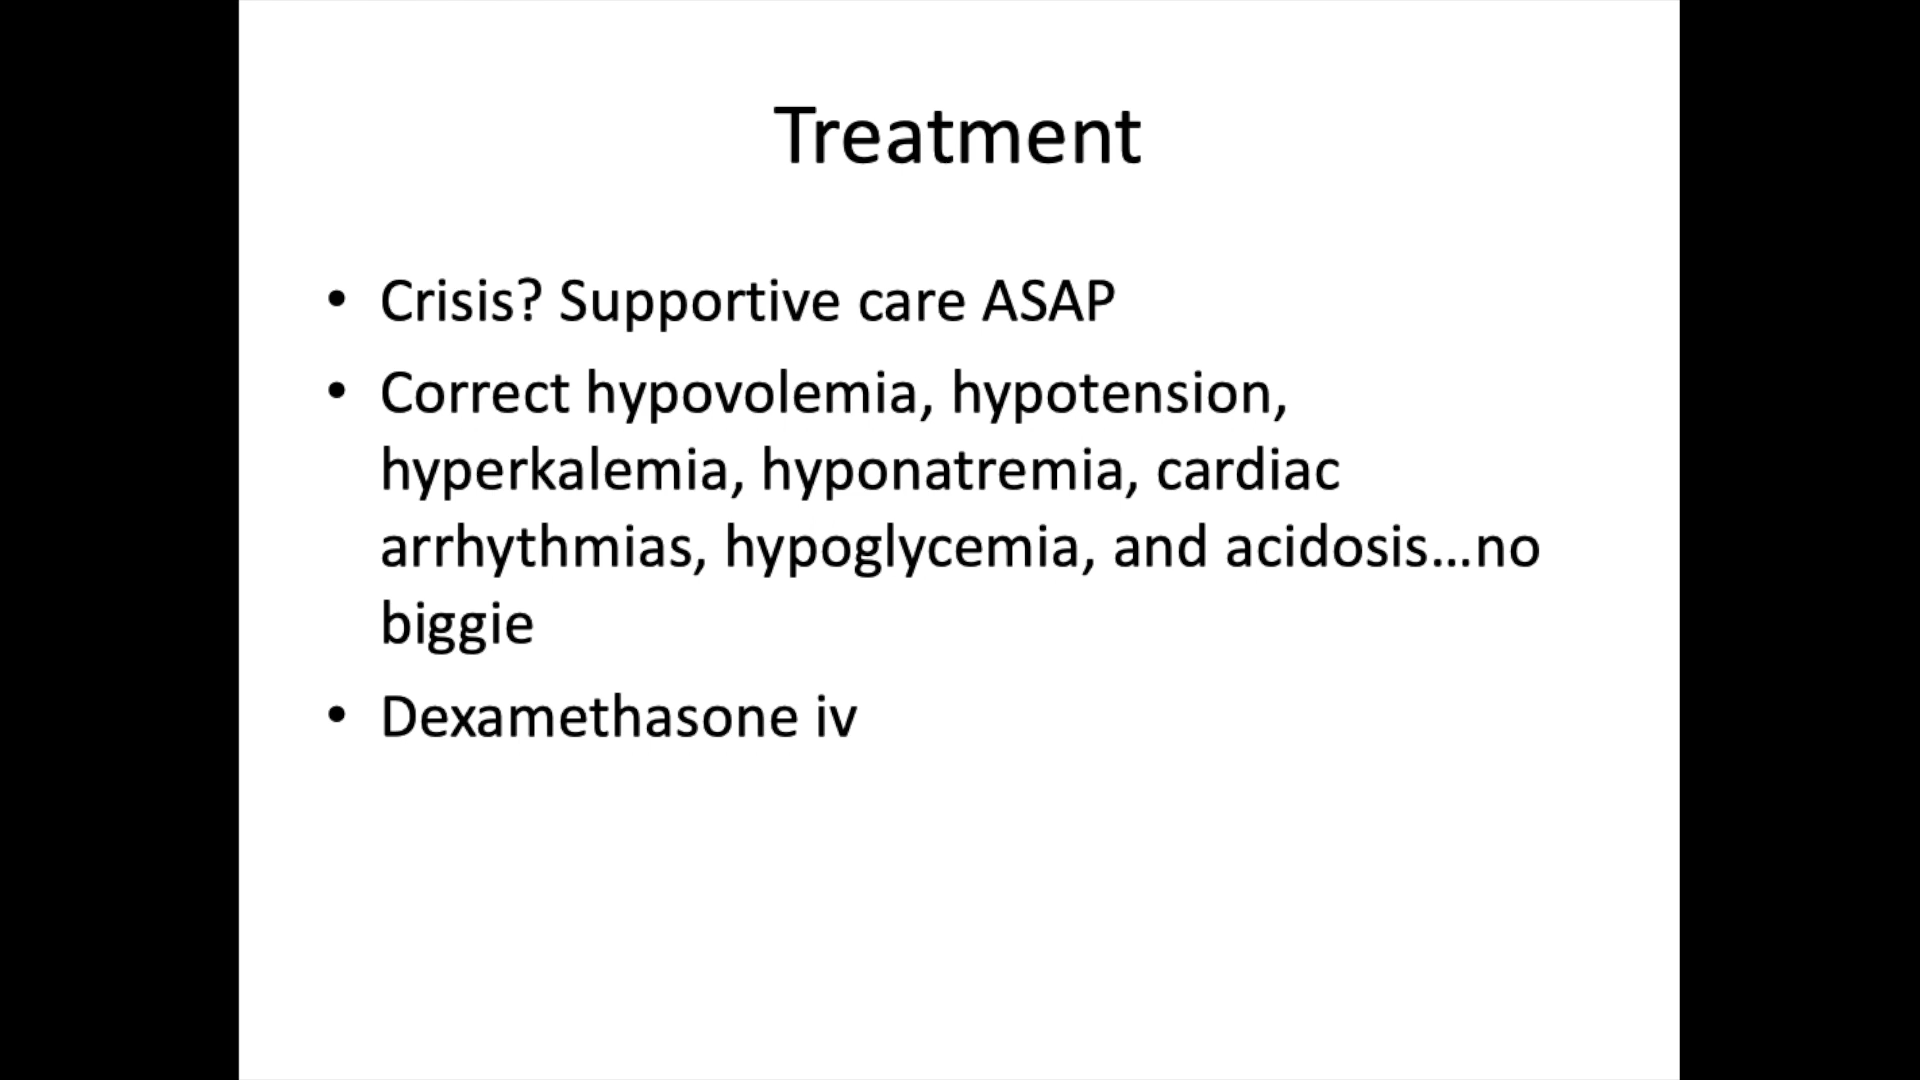 Treatment
• Crisis? Supportive care ASAP
• Correct hypovolemia, hypotension,
hyperkalemia, hyponatremia, cardiac
arrhythmias, hypoglycemia, and acidosis...no
biggie
• Dexamethasone iv